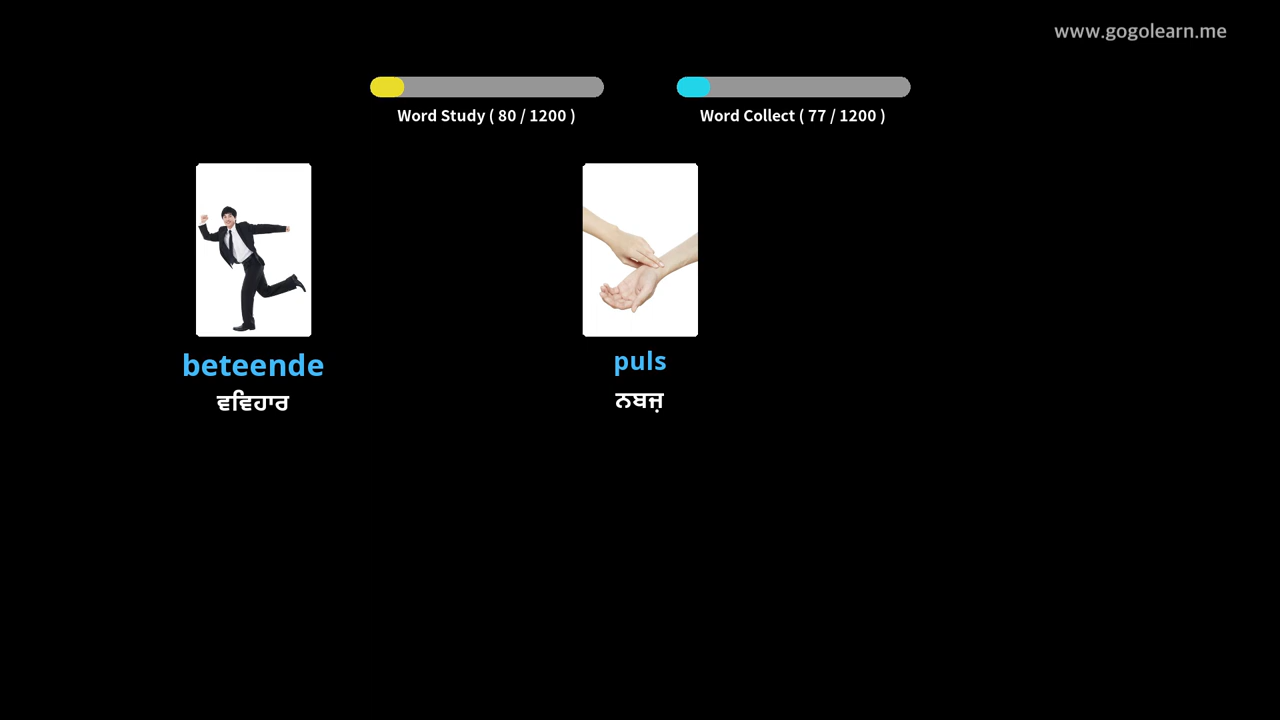 www.gogolearn.me
Word Study ( 80 / 1200 )
Word Collect ( 77 / 1200 )
beteende
ਵਵਿਹਾਰ
puls
ਨਬਜ਼